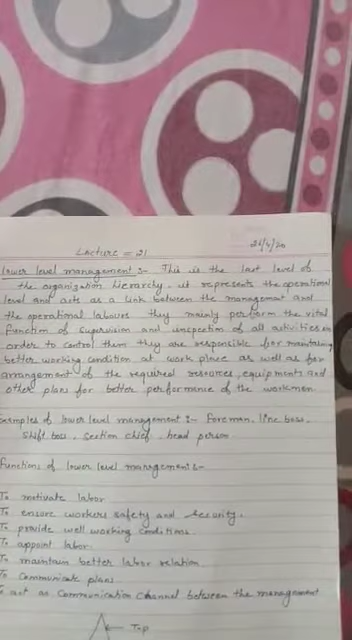 Lecture = 21
21/4/20
Lower level management :- This is the last level of
the organization hierarchy. it represents the operational
level and acts as a link between the management and
the operational labours they mainly perform the vital
function of supervision and inspection of all activities in
order to control them they are responsible for maintaining
better working condition at work place as well as for
arrangement of the required resources, equipments and
other plans for better performance of the workmen
Examples of lower level management :- Foreman, line boss,
shift boss, section chief, head person
Functions of lower level management :-
To motivate labor
To ensure workers safety and security.
To provide well working conditions
To appoint labor
To maintain better labor relation
To communicate plans
To act as communication channel between the management
Top